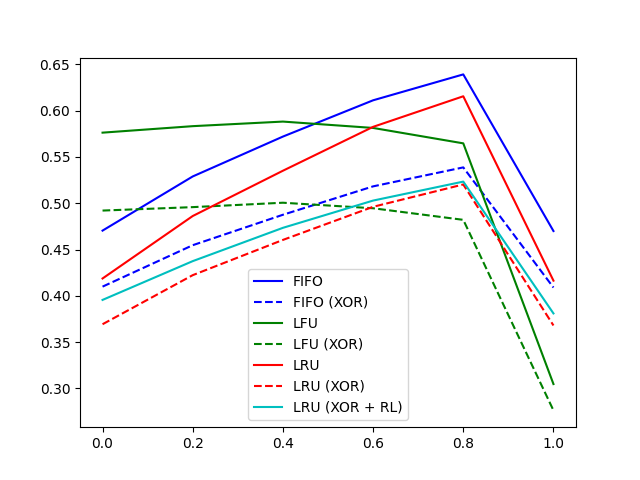 0.65
0.60
0.55
0.50
0.45
0.40
0.35
0.30
FIFO
FIFO (XOR)
LFU
LFU (XOR)
LRU
LRU (XOR)
LRU (XOR + RL)
0.0 0.2 0.4 0.6 0.8 1.0